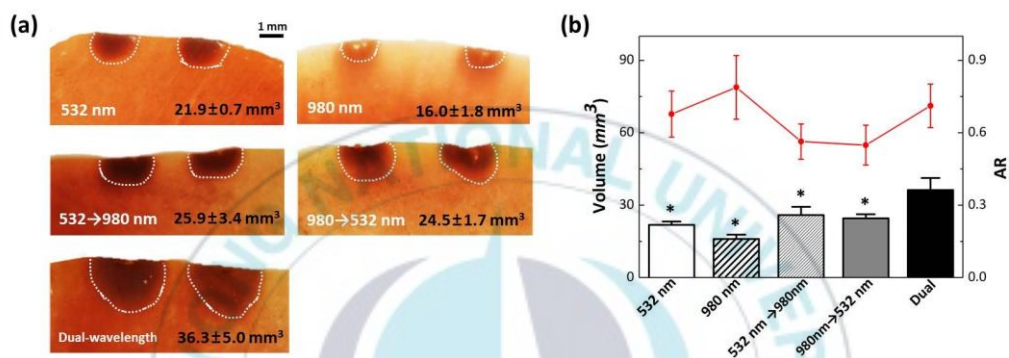 (a)
1 mm
532 nm
21.9±0.7 mm³
980 nm
16.0±1.8 mm³
532→980 nm
25.9±3.4 mm³
980→532 nm
24.5±1.7 mm³
Dual-wavelength
36.3±5.0 mm³
(b)
Volume (mm³)
90
60
30
0
0.9
0.6
0.3
0.0
AR
* * * *
532 nm
980 nm
532 nm →980nm
980nm→532 nm
Dual